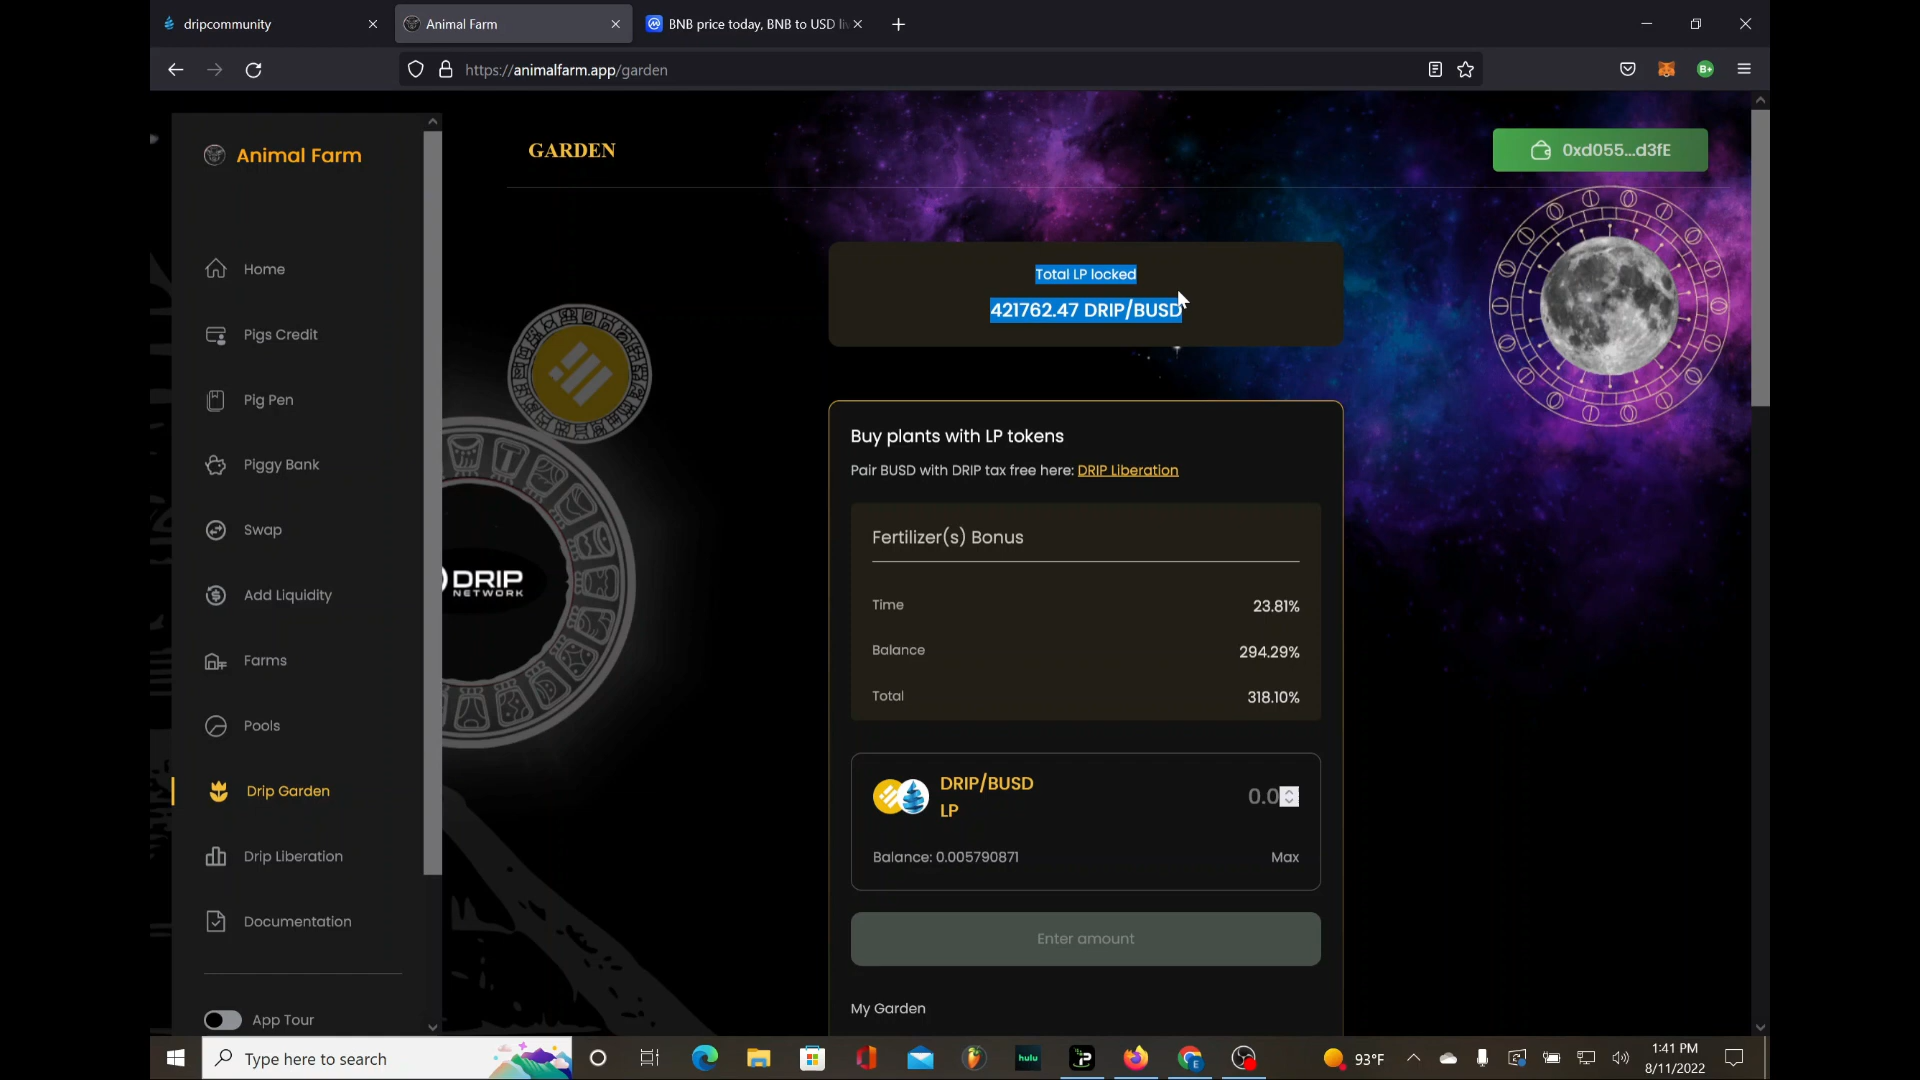 dripcommunity
Animal Farm
BNB price today, BNB to USD li
https://animalfarm.app/garden
B+
Animal Farm
GARDEN
0xd055...d3fE
Home
Pigs Credit
Pig Pen
Piggy Bank
Swap
Add Liquidity
Farms
Pools
Drip Garden
Drip Liberation
Documentation
App Tour
DRIP
NETWORK
Total LP locked
421762.47 DRIP/BUSD
Buy plants with LP tokens
Pair BUSD with DRIP tax free here: DRIP Liberation
Fertilizer(s) Bonus
Time 23.81%
Balance 294.29%
Total 318.10%
DRIP/BUSD
LP
0.0
Balance: 0.005790871 Max
Enter amount
My Garden
Type here to search
hulu
93°F
1:41 PM
8/11/2022